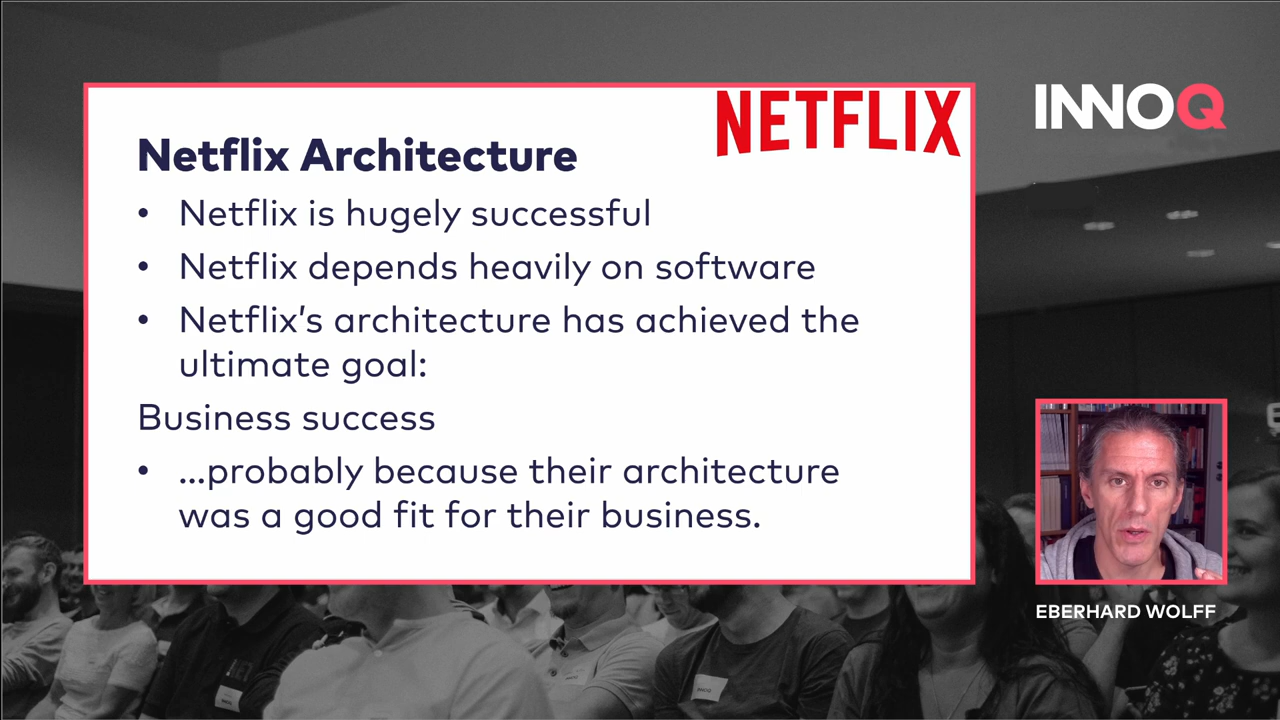 NETFLIX
INNOQ
Netflix Architecture
• Netflix is hugely successful
• Netflix depends heavily on software
• Netflix's architecture has achieved the
ultimate goal:
Business success
• ...probably because their architecture
was a good fit for their business.
EBERHARD WOLFF